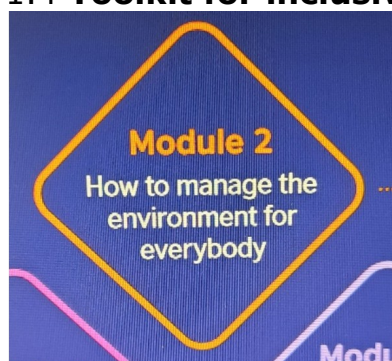 Toolkit for
Module 2
How to manage the
environment for
everybody